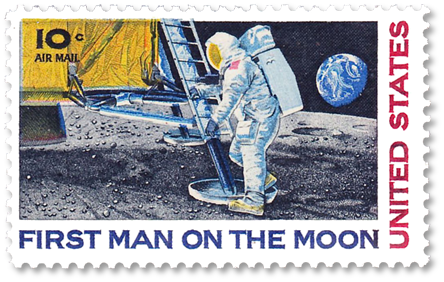 10c
AIR MAIL
FIRST MAN ON THE MOON
UNITED STATES